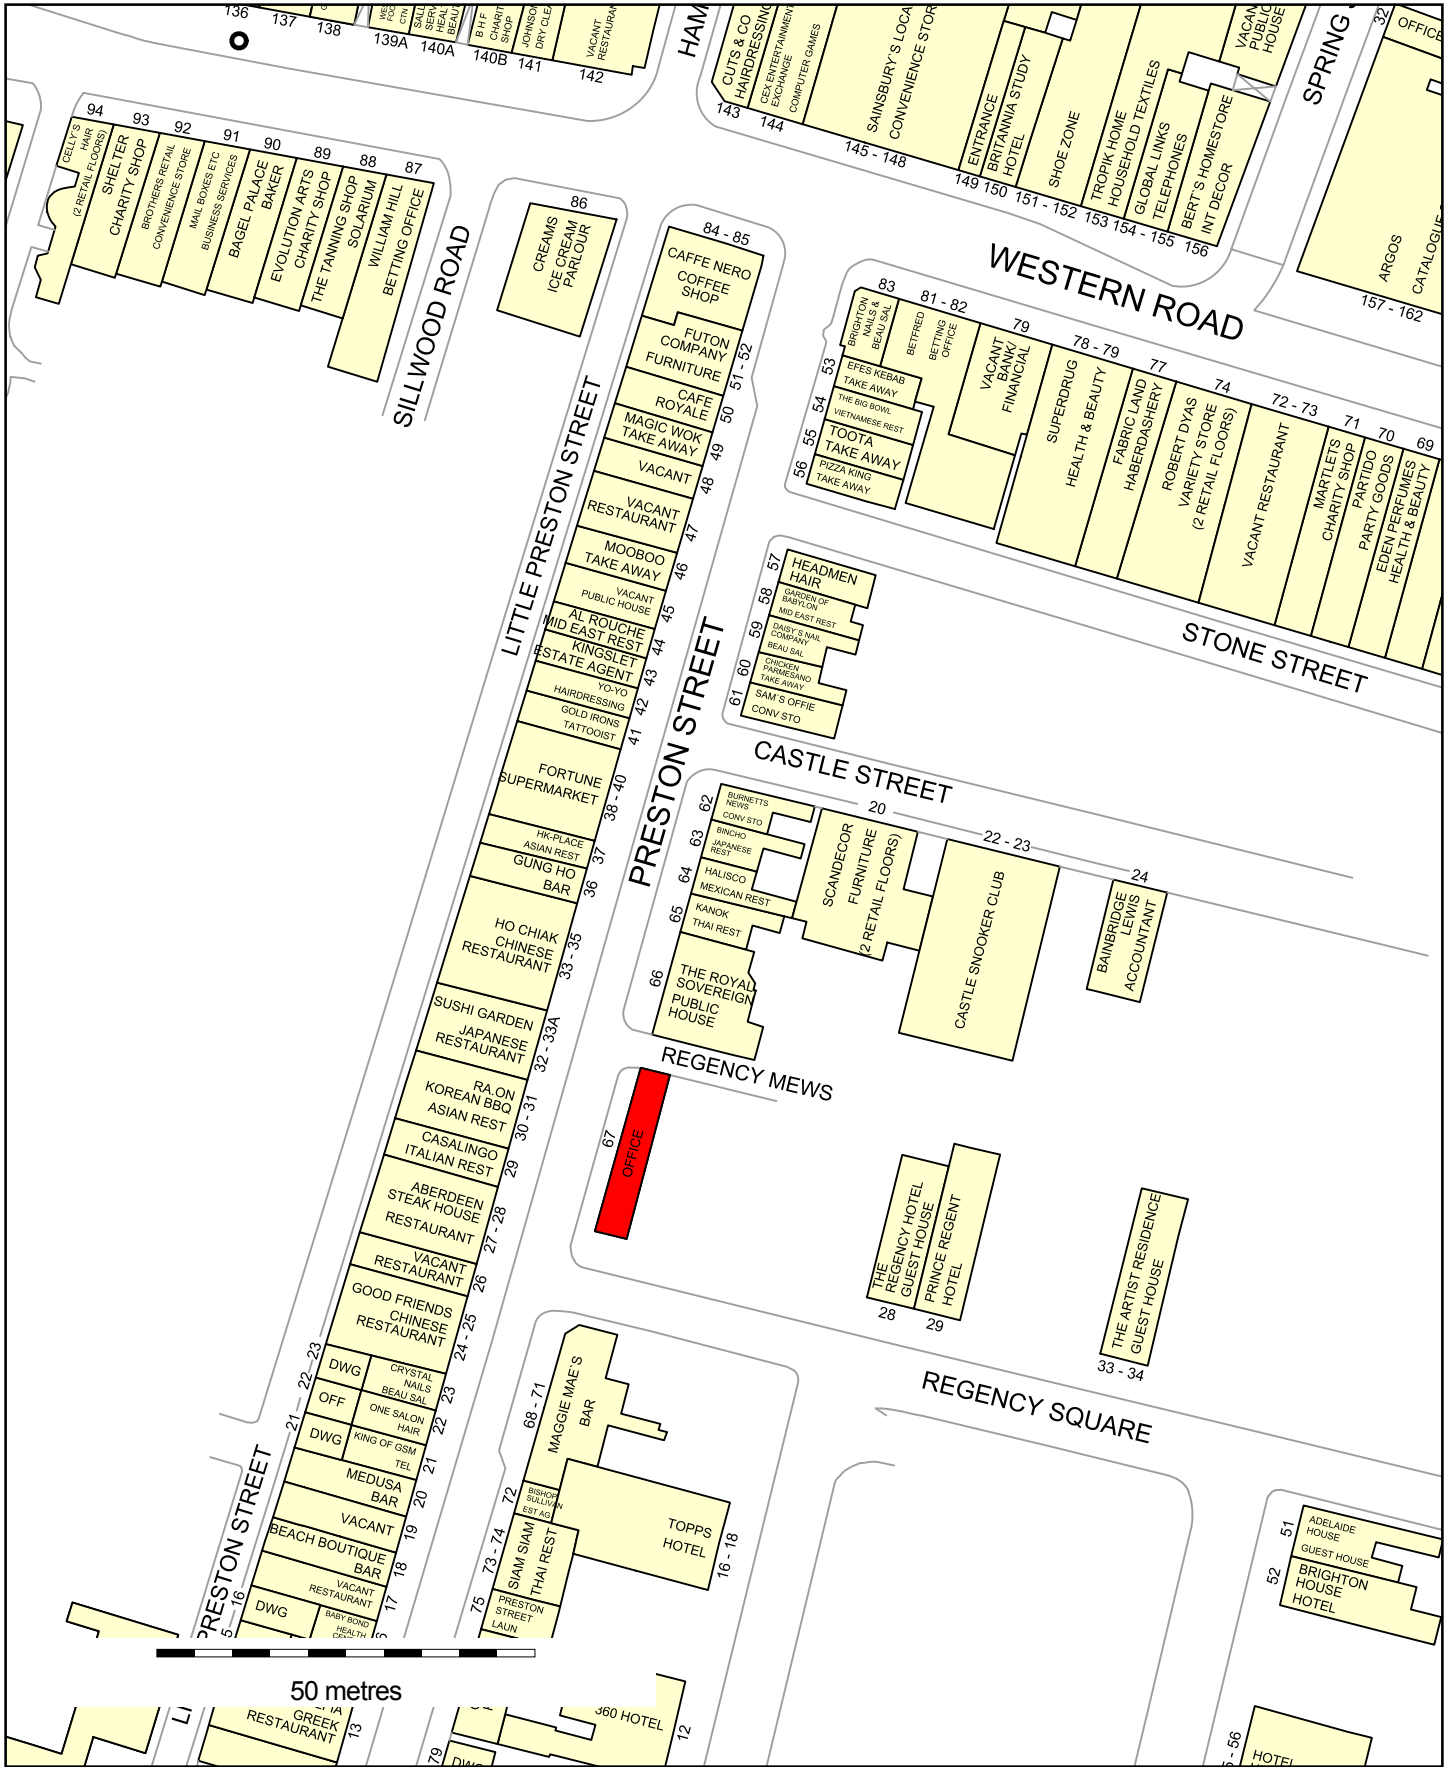 136
137
138
139A
140A
140B
141
142
B H F
CHARITY
SHOP
JOHNSON
DRY CLEA
VACANT
RESTAURAN
HAM
CUTS & CO
HAIRDRESSING
143
CEX ENTERTAINMENT
EXCHANGE
COMPUTER GAMES
144
SAINSBURY'S LOCA
CONVENIENCE STOR
145 - 148
ENTRANCE
149
BRITANNIA STUDY
HOTEL
150
SHOE ZONE
151 - 152
TROPIK HOME
HOUSEHOLD TEXTILES
153
GLOBAL LINKS
TELEPHONES
154 - 155
BERT'S HOMESTORE
INT DECOR
156
VACAN
PUBLIC
HOUSE
SPRING S
32
OFFICE
ARGOS
CATALOGUE
157 - 162
94
93
92
91
90
89
88
87
CELLY'S
HAIR
(2 RETAIL FLOORS)
SHELTER
CHARITY SHOP
BROTHERS RETAIL
CONVENIENCE STORE
MAIL BOXES ETC
BUSINESS SERVICES
BAGEL PALACE
BAKER
EVOLUTION ARTS
CHARITY SHOP
THE TANNING SHOP
SOLARIUM
WILLIAM HILL
BETTING OFFICE
SILLWOOD ROAD
86
CREAMS
ICE CREAM
PARLOUR
84 - 85
CAFFE NERO
COFFEE
SHOP
FUTON
COMPANY
FURNITURE
51 - 52
CAFE
ROYALE
50
MAGIC WOK
TAKE AWAY
49
VACANT
48
VACANT
RESTAURANT
47
MOOBOO
TAKE AWAY
46
VACANT
PUBLIC HOUSE
45
AL ROUCHE
MID EAST REST
44
KINGSLET
ESTATE AGENT
43
YO-YO
HAIRDRESSING
42
GOLD IRONS
TATTOOIST
41
FORTUNE
SUPERMARKET
38 - 40
HK-PLACE
ASIAN REST
37
GUNG HO
BAR
36
HO CHIAK
CHINESE
RESTAURANT
33 - 35
SUSHI GARDEN
JAPANESE
RESTAURANT
32 - 33A
RA.ON
KOREAN BBQ
ASIAN REST
30 - 31
CASALINGO
ITALIAN REST
29
ABERDEEN
STEAK HOUSE
RESTAURANT
27 - 28
VACANT
RESTAURANT
26
GOOD FRIENDS
CHINESE
RESTAURANT
24 - 25
23
DWG
CRYSTAL
NAILS
BEAU SAL
23
22
OFF
ONE SALON
HAIR
22
21
DWG
KING OF GSM
TEL
21
MEDUSA
BAR
20
VACANT
19
BEACH BOUTIQUE
BAR
18
VACANT
RESTAURANT
17
16
DWG
BABY BOND
HEALTH
LITTLE PRESTON STREET
PRESTON STREET
WESTERN ROAD
83
BRIGHTON
NAILS &
BEAU SAL
81 - 82
BETFRED
BETTING
OFFICE
79
VACANT
BANK/
FINANCIAL
78 - 79
SUPERDRUG
HEALTH & BEAUTY
77
FABRIC LAND
HABERDASHERY
74
ROBERT DYAS
VARIETY STORE
(2 RETAIL FLOORS)
72 - 73
VACANT RESTAURANT
71
MARTLETS
CHARITY SHOP
70
PARTIDO
PARTY GOODS
69
EDEN PERFUMES
HEALTH & BEAUTY
53
EFES KEBAB
TAKE AWAY
54
THE BIG BOWL
VIETNAMESE REST
55
TOOTA
TAKE AWAY
56
PIZZA KING
TAKE AWAY
STONE STREET
57
HEADMEN
HAIR
58
GARDEN OF
BABYLON
MID EAST REST
59
DAISY'S NAIL
COMPANY
BEAU SAL
60
CHICKEN
PARMESANO
TAKE AWAY
61
SAM'S OFFIE
CONV STO
CASTLE STREET
62
BURNETTS
NEWS
CONV STO
63
BINCHO
JAPANESE
REST
64
HALISCO
MEXICAN REST
65
KANOK
THAI REST
66
THE ROYAL
SOVEREIGN
PUBLIC
HOUSE
20
SCANDECOR
FURNITURE
(2 RETAIL FLOORS)
22 - 23
CASTLE SNOOKER CLUB
24
BAINBRIDGE
LEWIS
ACCOUNTANT
REGENCY MEWS
67
OFFICE
THE
REGENCY HOTEL
GUEST HOUSE
28
PRINCE REGENT
HOTEL
29
THE ARTIST RESIDENCE
GUEST HOUSE
33 - 34
REGENCY SQUARE
68 - 71
MAGGIE MAE'S
BAR
72
BISHOP
SULLIVAN
EST AG
73 - 74
SIAM SIAM
THAI REST
75
PRESTON
STREET
LAUN
TOPPS
HOTEL
16 - 18
51
ADELAIDE
HOUSE
GUEST HOUSE
52
BRIGHTON
HOUSE
HOTEL
PRESTON STREET
50 metres
GREEK
RESTAURANT
13
79
DWG
360 HOTEL
12
- 56
HOTEL